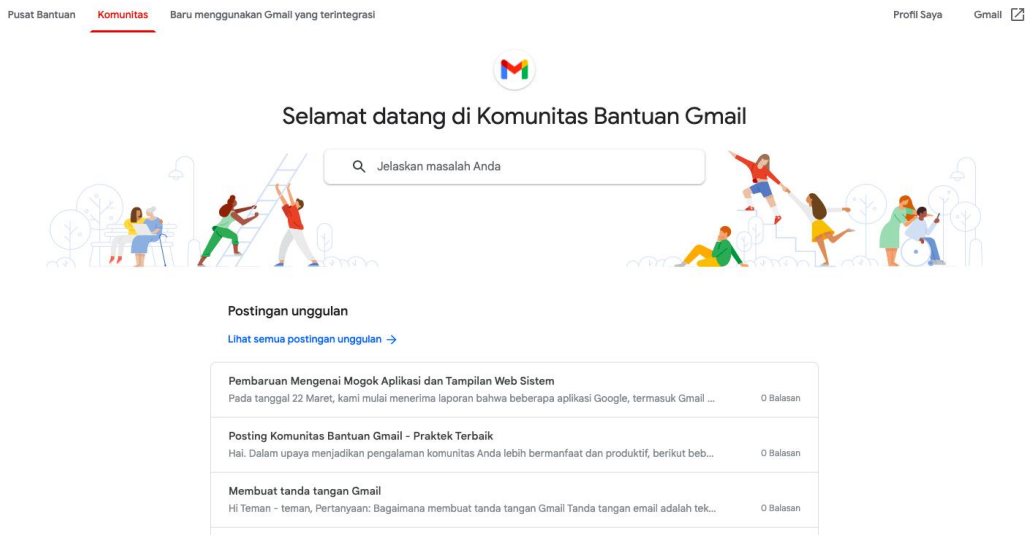 Pusat Bantuan Komunitas Baru menggunakan Gmail yang terintegrasi Profil Saya Gmail
Selamat datang di Komunitas Bantuan Gmail
Jelaskan masalah Anda
Postingan unggulan
Lihat semua postingan unggulan →
Pembaruan Mengenai Mogok Aplikasi dan Tampilan Web Sistem
Pada tanggal 22 Maret, kami mulai menerima laporan bahwa beberapa aplikasi Google, termasuk Gmail ... 0 Balasan
Posting Komunitas Bantuan Gmail - Praktek Terbaik
Hai. Dalam upaya menjadikan pengalaman komunitas Anda lebih bermanfaat dan produktif, berikut beb... 0 Balasan
Membuat tanda tangan Gmail
Hi Teman - teman, Pertanyaan: Bagaimana membuat tanda tangan Gmail Tanda tangan email adalah tek... 0 Balasan